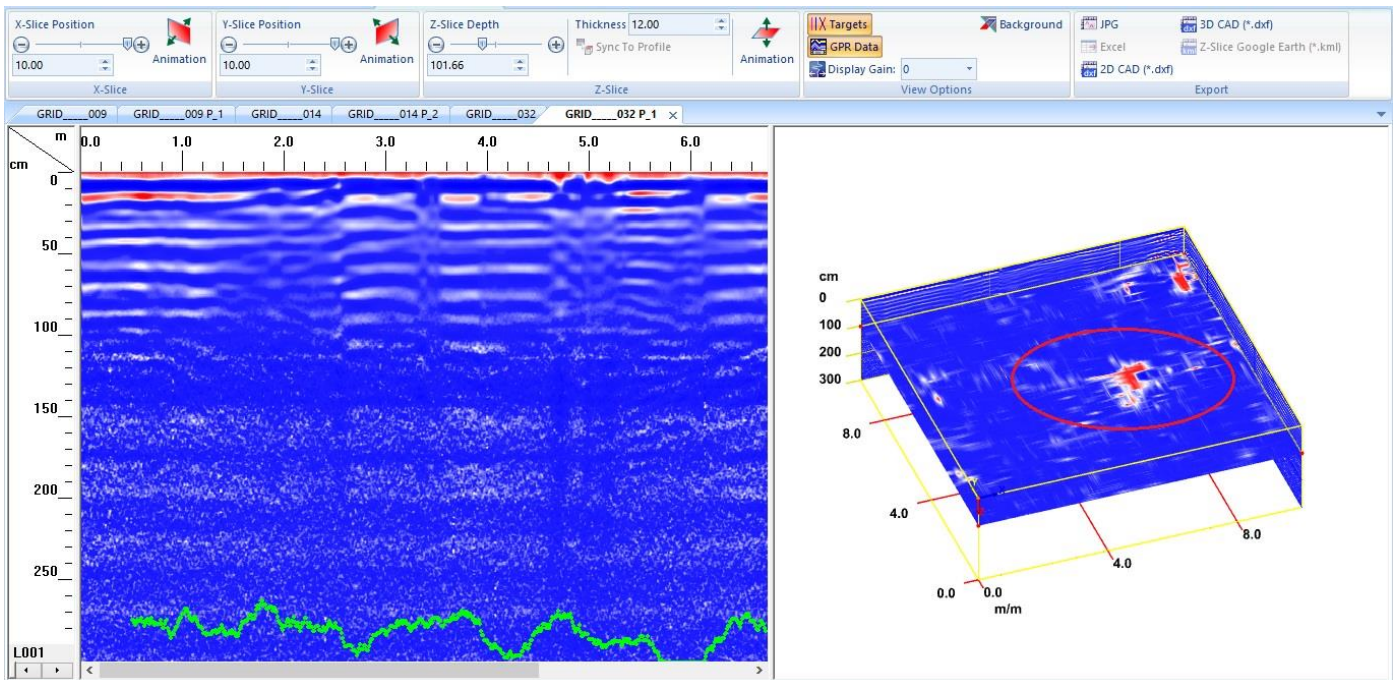 X-Slice Position
10.00
Animation
X-Slice
Y-Slice Position
10.00
Animation
Y-Slice
Z-Slice Depth
101.66
Thickness 12.00
Sync To Profile
Animation
Z-Slice
Targets
GPR Data
Display Gain: 0
Background
View Options
JPG
Excel
2D CAD (*.dxf)
3D CAD (*.dxf)
Z-Slice Google Earth (*.kml)
Export
GRID_____009
GRID_____009 P_1
GRID_____014
GRID_____014 P_2
GRID_____032
GRID_____032 P_1
m
cm
0.0 1.0 2.0 3.0 4.0 5.0 6.0
0
50
100
150
200
250
L001
cm
0
100
200
300
8.0
4.0
0.0
0.0
m/m
4.0
8.0